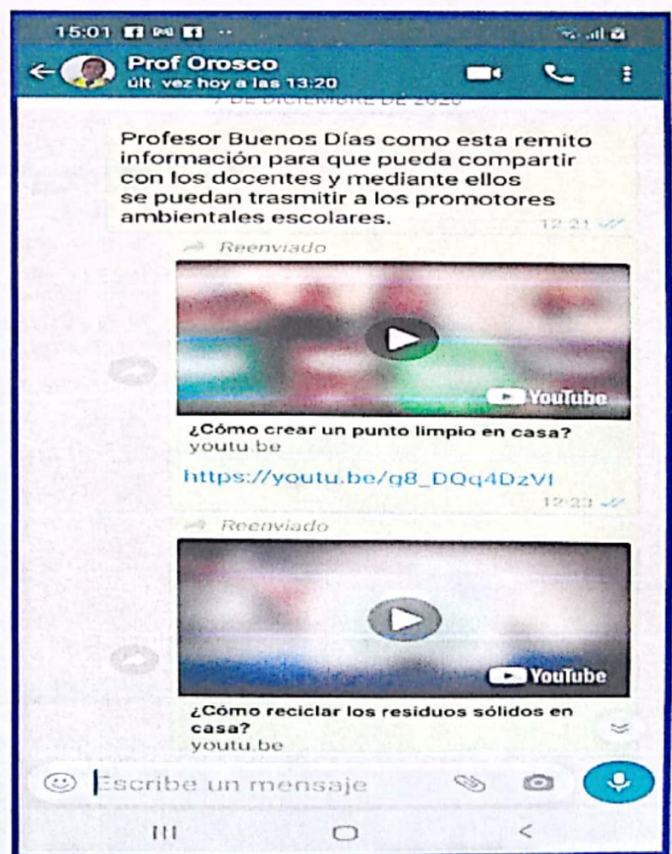 15:01
Prof Orosco
últ. vez hoy a las 13:20
7 DE DICIEMBRE DE 2020
Profesor Buenos Días como esta remito
información para que pueda compartir
con los docentes y mediante ellos
se puedan trasmitir a los promotores
ambientales escolares.
12:21
Reenviado
YouTube
¿Cómo crear un punto limpio en casa?
youtu.be
https://youtu.be/g8_DQq4DzVI
12:23
Reenviado
YouTube
¿Cómo reciclar los residuos sólidos en
casa?
youtu.be
Escribe un mensaje